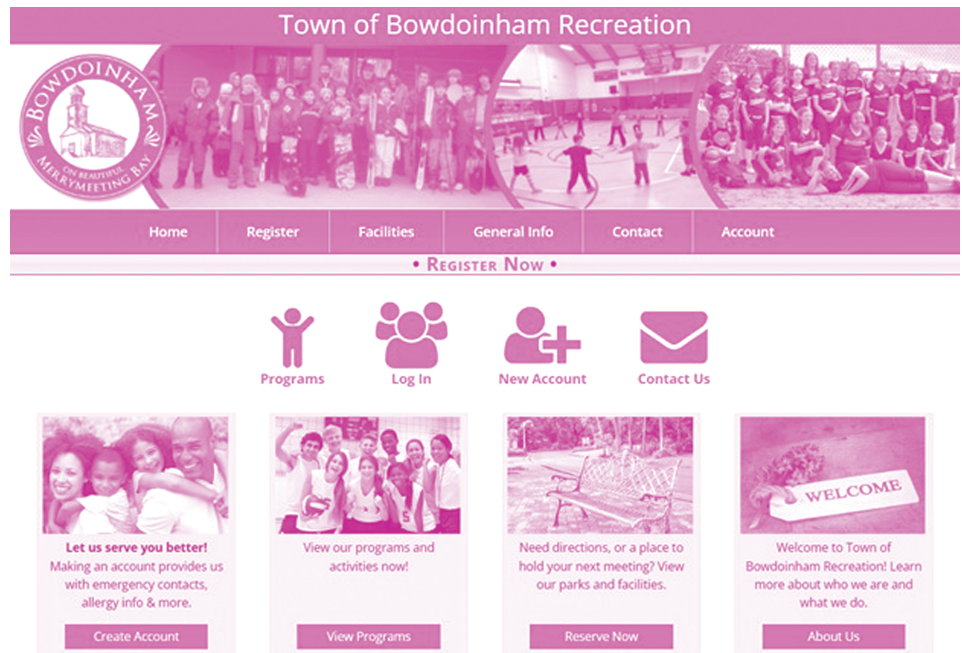 Town of Bowdoinham Recreation
BOWDOINHAM
ON BEAUTIFUL
MERRYMEETING BAY
Home Register Facilities General Info Contact Account
• REGISTER NOW •
Programs Log In New Account Contact Us
WELCOME
Let us serve you better!
Making an account provides us
with emergency contacts,
allergy info & more.
Create Account
View our programs and
activities now!
View Programs
Need directions, or a place to
hold your next meeting? View
our parks and facilities.
Reserve Now
Welcome to Town of
Bowdoinham Recreation! Learn
more about who we are and
what we do.
About Us